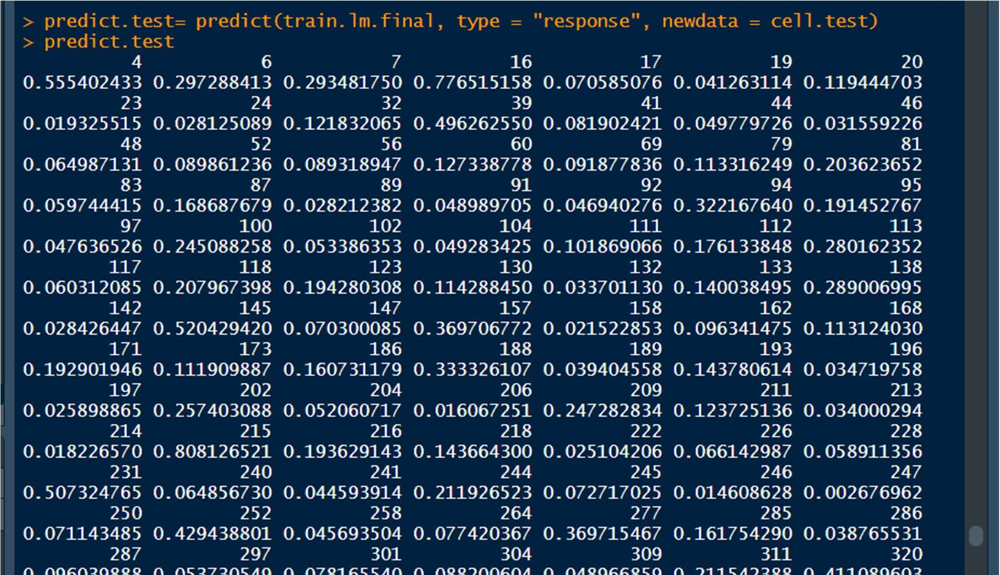 > predict.test= predict(train.lm.final, type = "response", newdata = cell.test)
> predict.test
4 6 7 16 17 19 20
0.555402433 0.297288413 0.293481750 0.776515158 0.070585076 0.041263114 0.119444703
23 24 32 39 41 44 46
0.019325515 0.028125089 0.121832065 0.496262550 0.081902421 0.049779726 0.031559226
48 52 56 60 69 79 81
0.064987131 0.089861236 0.089318947 0.127338778 0.091877836 0.113316249 0.203623652
83 87 89 91 92 94 95
0.059744415 0.168687679 0.028212382 0.048989705 0.046940276 0.322167640 0.191452767
97 100 102 104 111 112 113
0.047636526 0.245088258 0.053386353 0.049283425 0.101869066 0.176133848 0.280162352
117 118 123 130 132 133 138
0.060312085 0.207967398 0.194280308 0.114288450 0.033701130 0.140038495 0.289006995
142 145 147 157 158 162 168
0.028426447 0.520429420 0.070300085 0.369706772 0.021522853 0.096341475 0.113124030
171 173 186 188 189 193 196
0.192901946 0.111909887 0.160731179 0.333326107 0.039404558 0.143780614 0.034719758
197 202 204 206 209 211 213
0.025898865 0.257403088 0.052060717 0.016067251 0.247282834 0.123725136 0.034000294
214 215 216 218 222 226 228
0.018226570 0.808126521 0.193629143 0.143664300 0.025104206 0.066142987 0.058911356
231 240 241 244 245 246 247
0.507324765 0.064856730 0.044593914 0.211926523 0.072717025 0.014608628 0.002676962
250 252 258 264 277 285 286
0.071143485 0.429438801 0.045693504 0.077420367 0.369715467 0.161754290 0.038765531
287 297 301 304 309 311 320